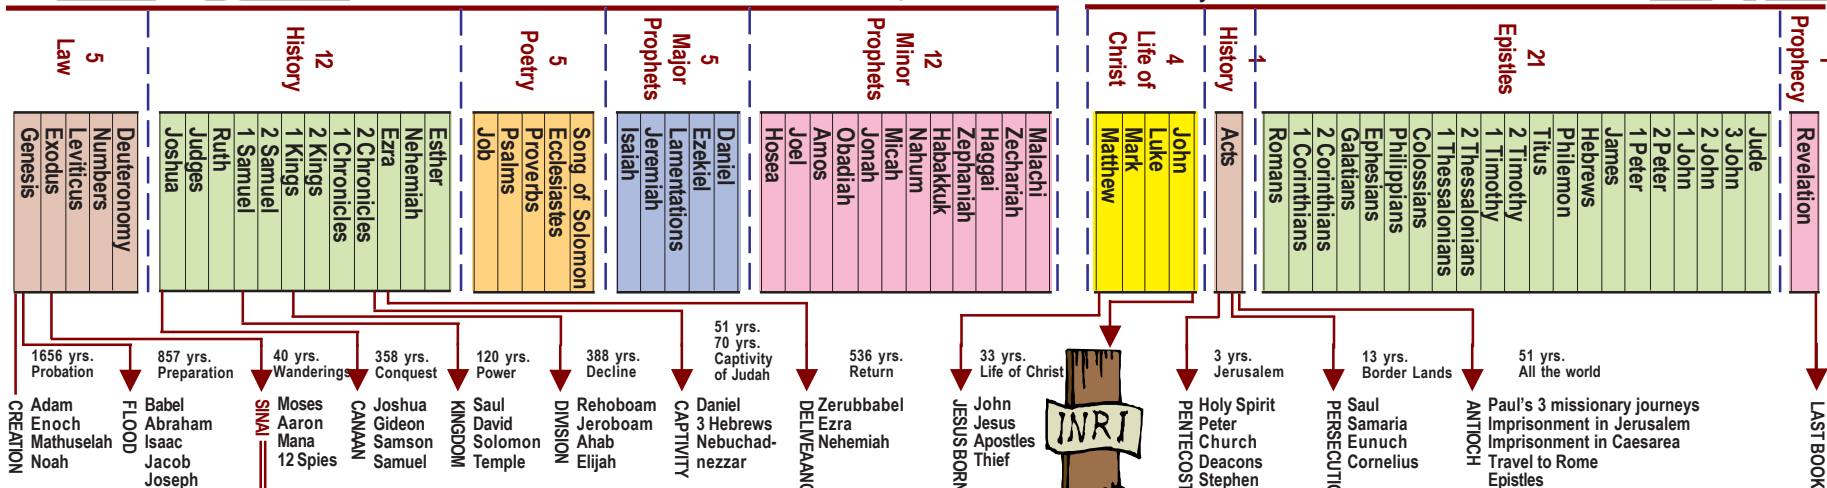 5
Law
12
History
5
Poetry
5
Major
Prophets
12
Minor
Prophets
4
Life of
Christ
1
History
21
Epistles
Prophecy
Genesis
Exodus
Leviticus
Numbers
Deuteronomy
Joshua
Judges
Ruth
1 Samuel
2 Samuel
1 Kings
2 Kings
1 Chronicles
2 Chronicles
Ezra
Nehemiah
Esther
Job
Psalms
Proverbs
Ecclesiastes
Song of Solomon
Isaiah
Jeremiah
Lamentations
Ezekiel
Daniel
Hosea
Joel
Amos
Obadiah
Jonah
Micah
Nahum
Habakkuk
Zephaniah
Haggai
Zechariah
Malachi
Matthew
Mark
Luke
John
Acts
Romans
1 Corinthians
2 Corinthians
Galatians
Ephesians
Philippians
Colossians
1 Thessalonians
2 Thessalonians
1 Timothy
2 Timothy
Titus
Philemon
Hebrews
James
1 Peter
2 Peter
1 John
2 John
3 John
Jude
Revelation
1656 yrs.
Probation
857 yrs.
Preparation
40 yrs.
Wanderings
358 yrs.
Conquest
120 yrs.
Power
388 yrs.
Decline
51 yrs.
70 yrs.
Captivity
of Judah
536 yrs.
Return
33 yrs.
Life of Christ
3 yrs.
Jerusalem
13 yrs.
Border Lands
51 yrs.
All the world
CREATION
Adam
Enoch
Mathuselah
Noah
FLOOD
Babel
Abraham
Isaac
Jacob
Joseph
SINAI
Moses
Aaron
Mana
12 Spies
CANAAN
Joshua
Gideon
Samson
Samuel
KINGDOM
Saul
David
Solomon
Temple
DIVISION
Rehoboam
Jeroboam
Ahab
Elijah
CAPTIVITY
Daniel
3 Hebrews
Nebuchad-
nezzar
DELIVEAANC
Zerubbabel
Ezra
Nehemiah
JESUS BORN
John
Jesus
Apostles
Thief
INRI
PENTECOST
Holy Spirit
Peter
Church
Deacons
Stephen
PERSECUTIO
Saul
Samaria
Eunuch
Cornelius
ANTIOCH
Paul's 3 missionary journeys
Imprisonment in Jerusalem
Imprisonment in Caesarea
Travel to Rome
Epistles
LAST BOOK